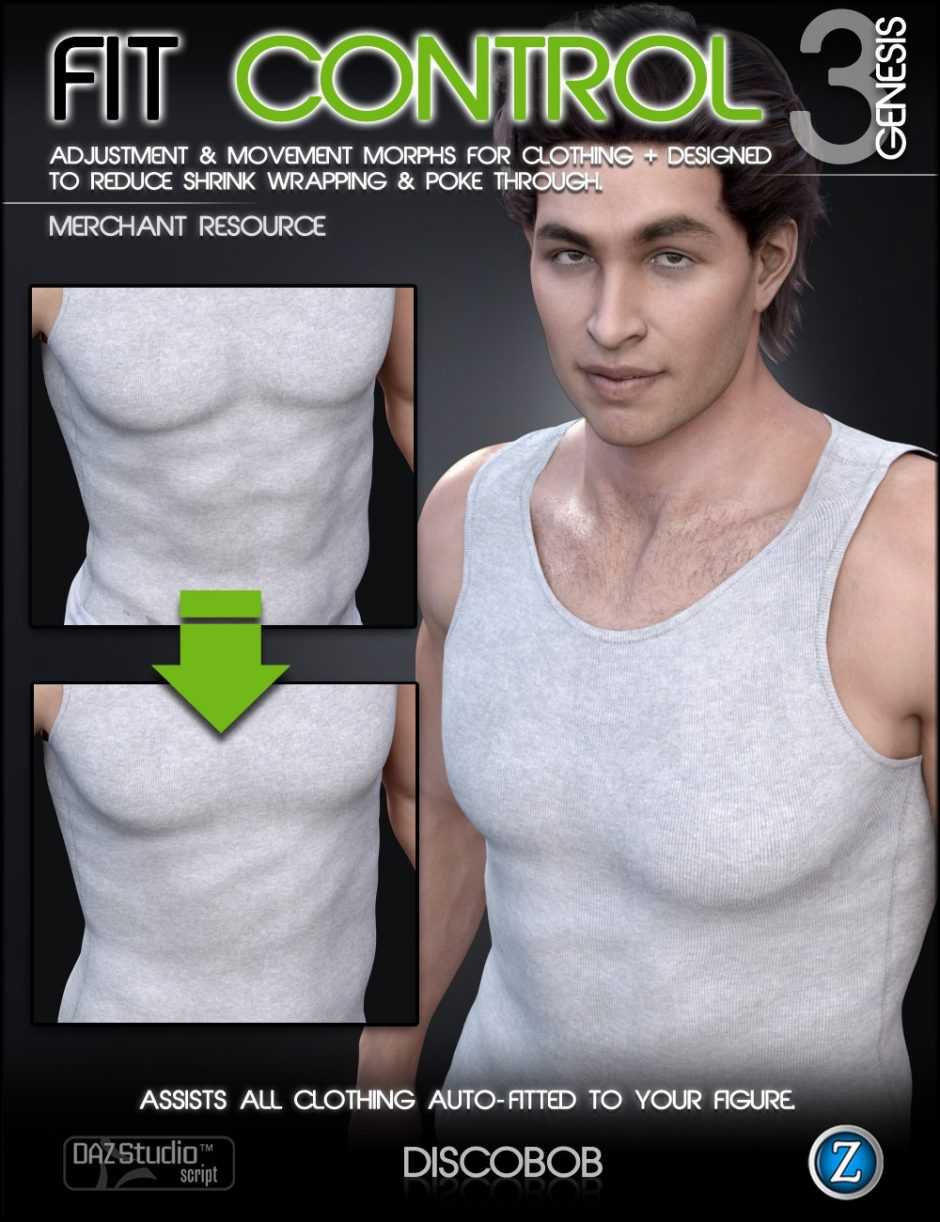 FIT CONTROL
3
GENESIS
ADJUSTMENT & MOVEMENT MORPHS FOR CLOTHING + DESIGNED
TO REDUCE SHRINK WRAPPING & POKE THROUGH.
MERCHANT RESOURCE
ASSISTS ALL CLOTHING AUTO-FITTED TO YOUR FIGURE.
DAZ Studio™
script
DISCOBOB
Z